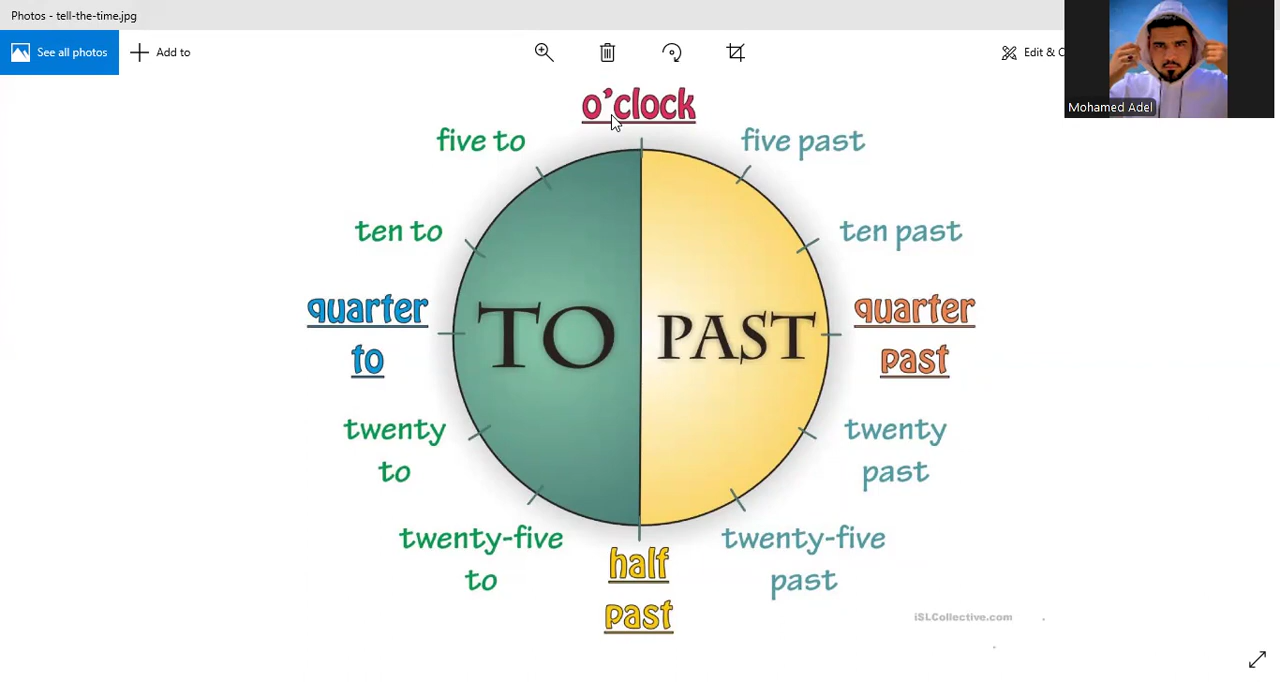 Photos - tell-the-time.jpg
See all photos
Add to
Edit & C
Mohamed Adel
o'clock
five to
five past
ten to
ten past
quarter
to
quarter
past
TO
PAST
twenty
to
twenty
past
twenty-five
to
twenty-five
past
half
past
iSLCollective.com